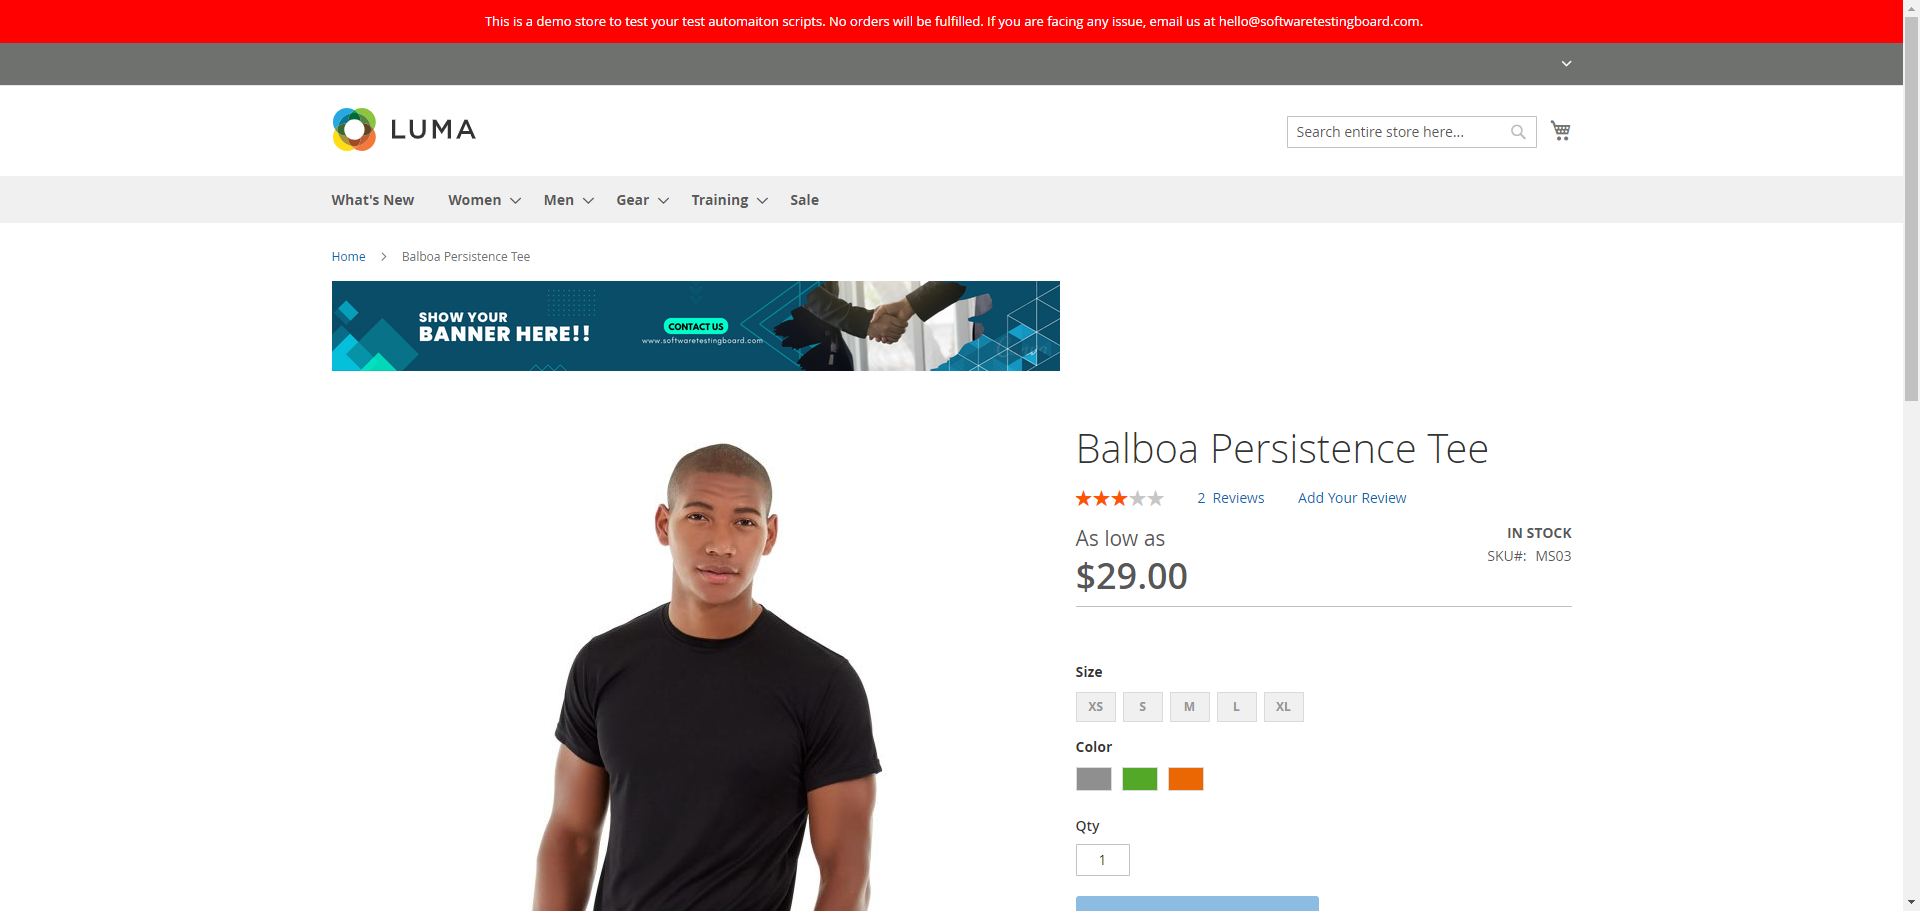 This is a demo store to test your test automaiton scripts. No orders will be fulfilled. If you are facing any issue, email us at hello@softwaretestingboard.com.
LUMA
Search entire store here...
What's New
Women
Men
Gear
Training
Sale
Home
Balboa Persistence Tee
SHOW YOUR
BANNER HERE!!
CONTACT US
www.softwaretestingboard.com
Balboa Persistence Tee
2 Reviews
Add Your Review
As low as
$29.00
IN STOCK
SKU#: MS03
Size
XS
S
M
L
XL
Color
Qty
1